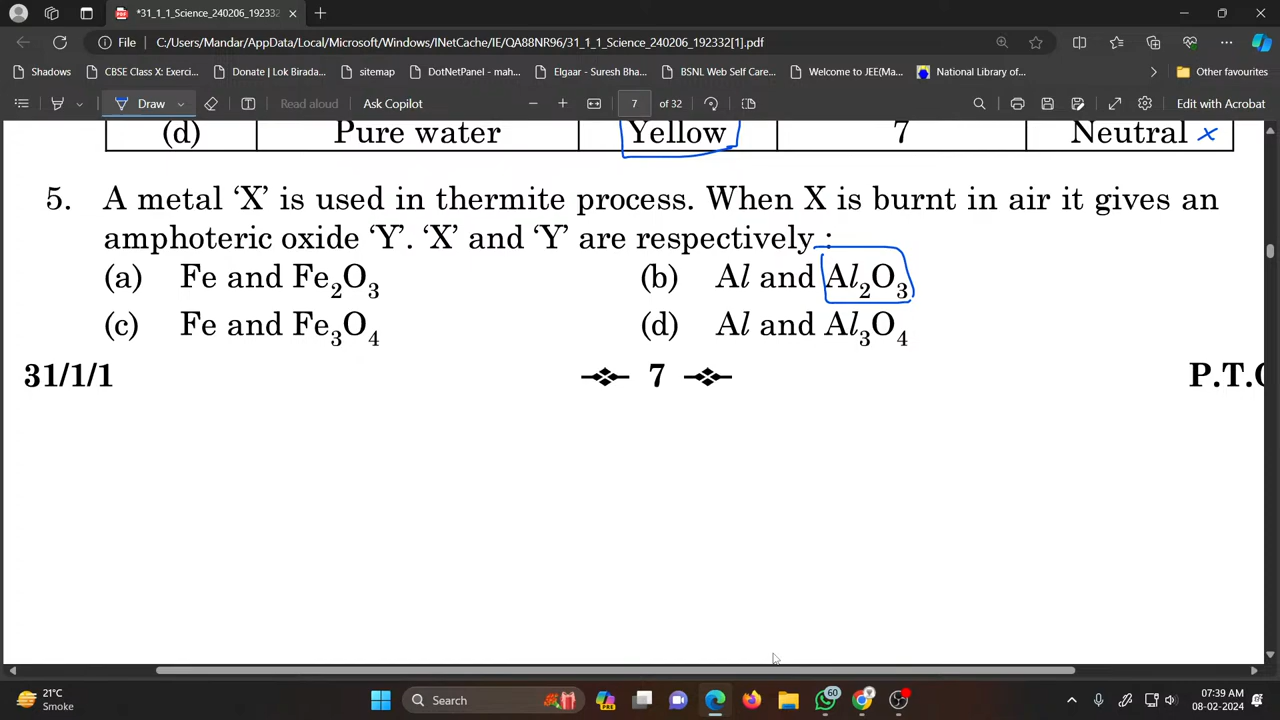 *31_1_1_Science_240206_192332
File C:/Users/Mandar/AppData/Local/Microsoft/Windows/INetCache/IE/QA88NR96/31_1_1_Science_240206_192332[1].pdf
Shadows CBSE Class X: Exerci... Donate | Lok Birada... sitemap DotNetPanel - mah... Elgaar - Suresh Bha... BSNL Web Self Care... Welcome to JEE(Ma... National Library of... Other favourites
Draw Read aloud Ask Copilot 7 of 32 Edit with Acrobat
(d) Pure water Yellow 7 Neutral ×
5. A metal ‘X’ is used in thermite process. When X is burnt in air it gives an
amphoteric oxide ‘Y’. ‘X’ and ‘Y’ are respectively :
(a) Fe and Fe₂O₃ (b) Al and Al₂O₃
(c) Fe and Fe₃O₄ (d) Al and Al₃O₄
31/1/1 7 P.T.O
21°C Search 60 07:39 AM
Smoke 08-02-2024